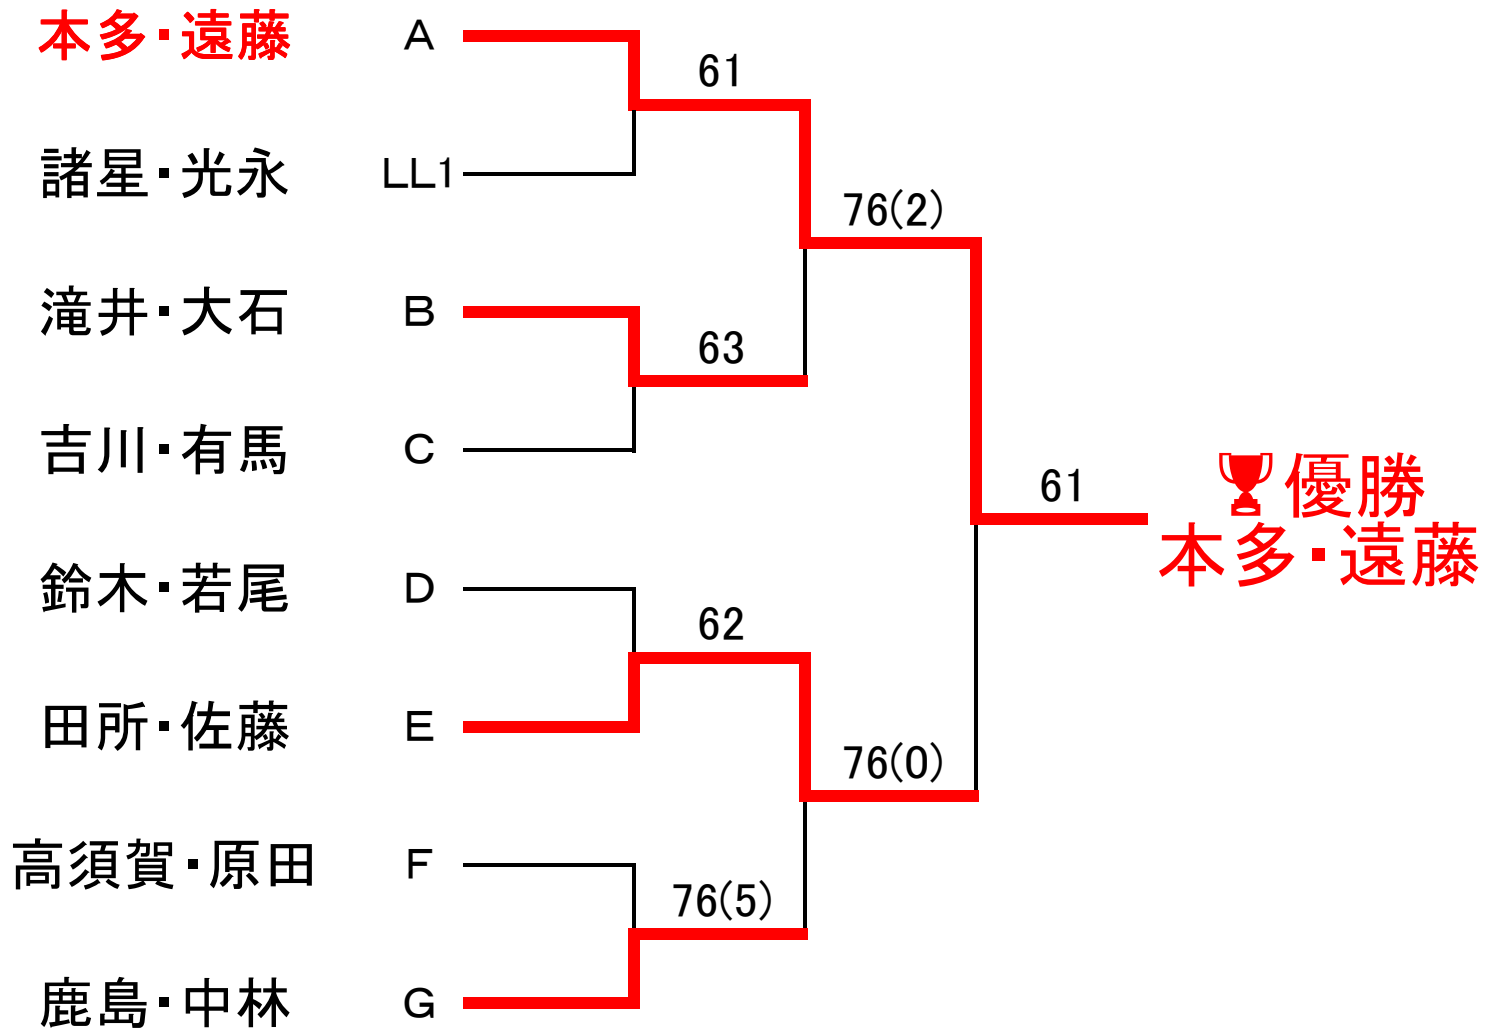 本多・遠藤 A
61
諸星・光永 LL1
76(2)
滝井・大石 B
63
吉川・有馬 C
61
優勝
本多・遠藤
鈴木・若尾 D
62
田所・佐藤 E
76(0)
高須賀・原田 F
76(5)
鹿島・中林 G